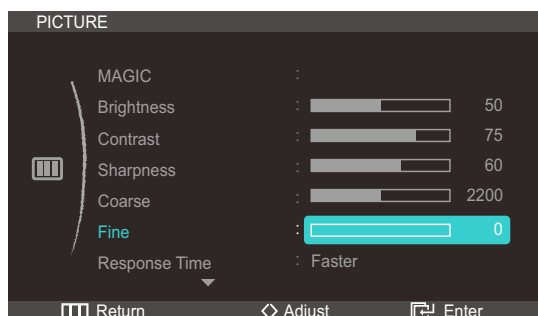 PICTURE
MAGIC :
Brightness : 50
Contrast : 75
Sharpness : 60
Coarse : 2200
Fine : 0
Response Time : Faster
Return Adjust Enter